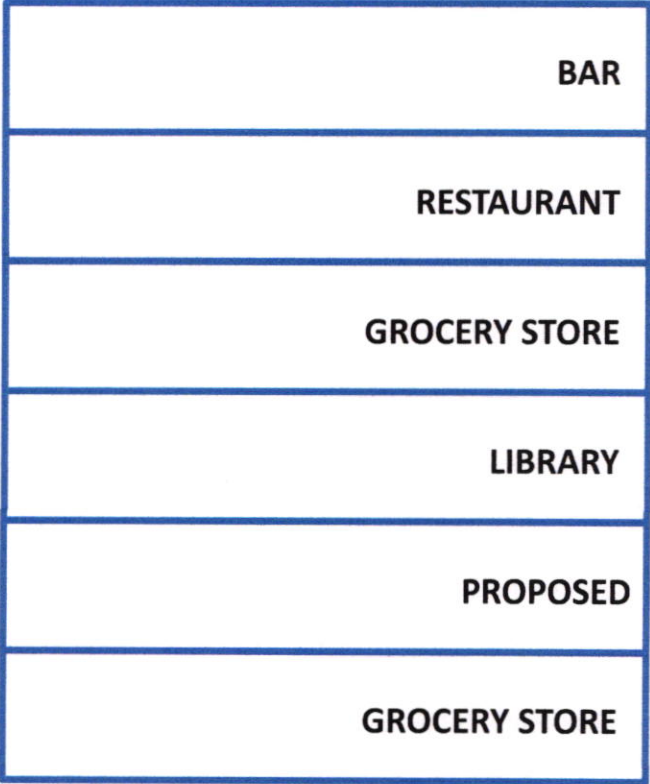 BAR
RESTAURANT
GROCERY STORE
LIBRARY
PROPOSED
GROCERY STORE